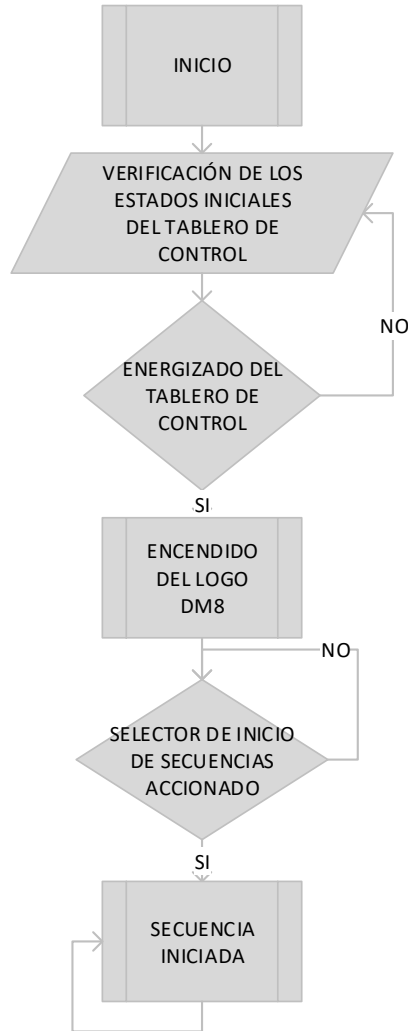 INICIO
VERIFICACIÓN DE LOS
ESTADOS INICIALES
DEL TABLERO DE
CONTROL
NO
ENERGIZADO DEL
TABLERO DE
CONTROL
SI
ENCENDIDO
DEL LOGO
DM8
NO
SELECTOR DE INICIO
DE SECUENCIAS
ACCIONADO
SI
SECUENCIA
INICIADA